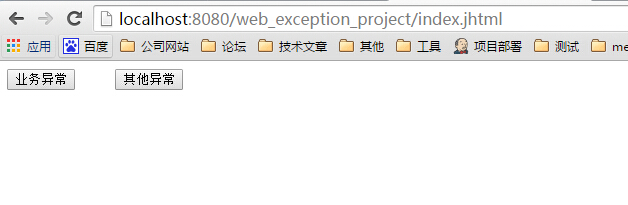 localhost:8080/web_exception_project/index.jhtml
应用 百度 公司网站 论坛 技术文章 其他 工具 项目部署 测试 me
业务异常 其他异常